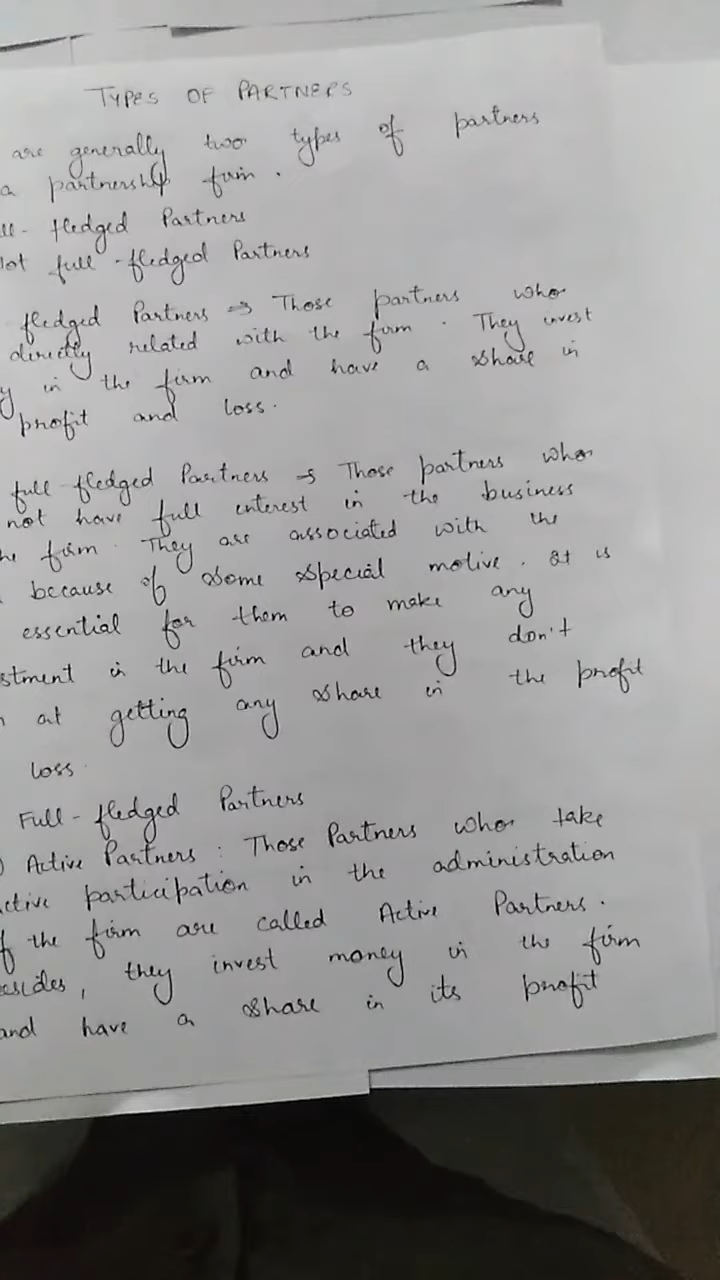 TYPES OF PARTNERS
are generally two types of partners
a partnership firm.
ll-fledged Partners
lot full-fledged Partners
fledged Partners ⇒ Those partners who
directly related with the firm. They invest
y in the firm and have a share in
profit and loss.
full fledged Partners ⇒ Those partners who
not have full interest in the business
he firm. They are associated with the
because of some special motive. It is
essential for them to make any
stment in the firm and they don't
at getting any share in the profit
loss.
Full-fledged Partners
) Active Partners: Those Partners who take
ctive participation in the administration
f the firm are called Active Partners.
esides, they invest money in the firm
and have a share in its profit